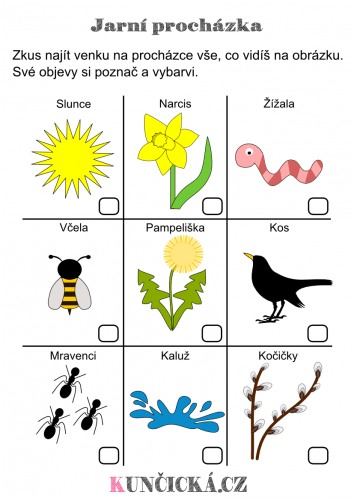 Jarní procházka
Zkus najít venku na procházce vše, co vidíš na obrázku.
Své objevy si poznač a vybarvi.
Slunce Narcis Žížala
Včela Pampeliška Kos
Mravenci Kaluž Kočičky
KUNČICKÁ.CZ